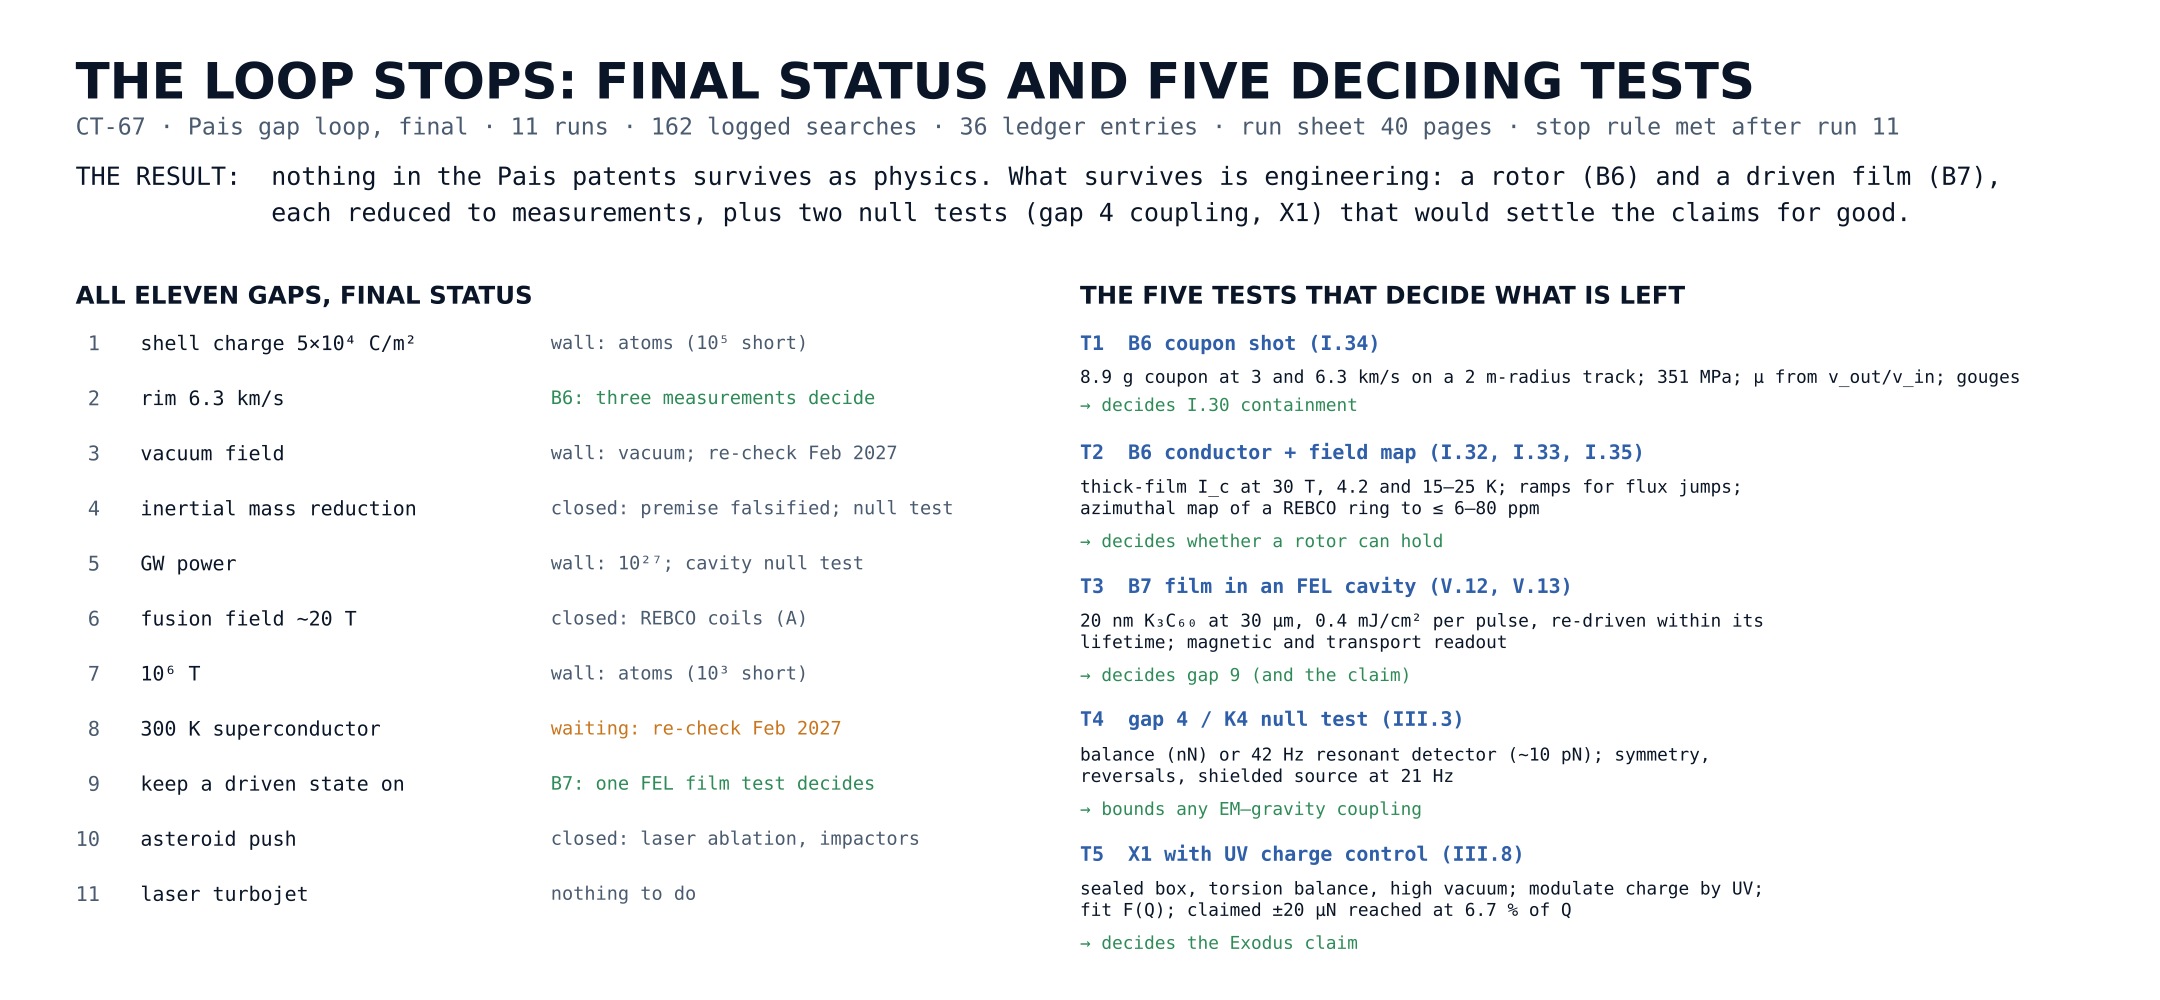 THE LOOP STOPS: FINAL STATUS AND FIVE DECIDING TESTS
CT-67 · Pais gap loop, final · 11 runs · 162 logged searches · 36 ledger entries · run sheet 40 pages · stop rule met after run 11
THE RESULT: nothing in the Pais patents survives as physics. What survives is engineering: a rotor (B6) and a driven film (B7),
each reduced to measurements, plus two null tests (gap 4 coupling, X1) that would settle the claims for good.
ALL ELEVEN GAPS, FINAL STATUS
1 shell charge 5×10⁴ C/m² wall: atoms (10⁵ short)
2 rim 6.3 km/s B6: three measurements decide
3 vacuum field wall: vacuum; re-check Feb 2027
4 inertial mass reduction closed: premise falsified; null test
5 GW power wall: 10²⁷; cavity null test
6 fusion field ~20 T closed: REBCO coils (A)
7 10⁶ T wall: atoms (10³ short)
8 300 K superconductor waiting: re-check Feb 2027
9 keep a driven state on B7: one FEL film test decides
10 asteroid push closed: laser ablation, impactors
11 laser turbojet nothing to do
THE FIVE TESTS THAT DECIDE WHAT IS LEFT
T1 B6 coupon shot (I.34)
8.9 g coupon at 3 and 6.3 km/s on a 2 m-radius track; 351 MPa; μ from v_out/v_in; gouges
→ decides I.30 containment
T2 B6 conductor + field map (I.32, I.33, I.35)
thick-film I_c at 30 T, 4.2 and 15–25 K; ramps for flux jumps;
azimuthal map of a REBCO ring to ≤ 6–80 ppm
→ decides whether a rotor can hold
T3 B7 film in an FEL cavity (V.12, V.13)
20 nm K₃C₆₀ at 30 μm, 0.4 mJ/cm² per pulse, re-driven within its
lifetime; magnetic and transport readout
→ decides gap 9 (and the claim)
T4 gap 4 / K4 null test (III.3)
balance (nN) or 42 Hz resonant detector (~10 pN); symmetry,
reversals, shielded source at 21 Hz
→ bounds any EM–gravity coupling
T5 X1 with UV charge control (III.8)
sealed box, torsion balance, high vacuum; modulate charge by UV;
fit F(Q); claimed ±20 μN reached at 6.7 % of Q
→ decides the Exodus claim